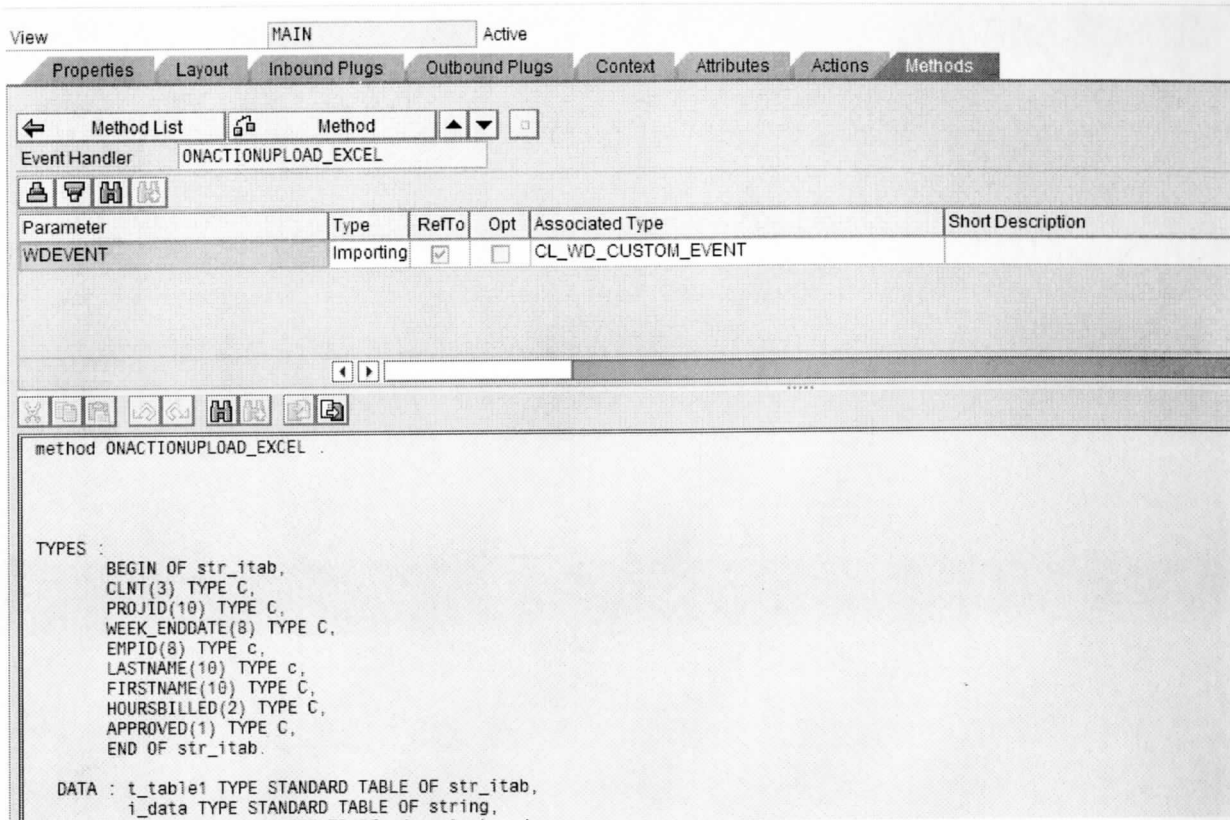 View MAIN Active
Properties Layout Inbound Plugs Outbound Plugs Context Attributes Actions Methods
Method List Method
Event Handler ONACTIONUPLOAD_EXCEL
Parameter Type RefTo Opt Associated Type Short Description
WDEVENT Importing CL_WD_CUSTOM_EVENT
method ONACTIONUPLOAD_EXCEL .
TYPES :
BEGIN OF str_itab,
CLNT(3) TYPE C,
PROJID(10) TYPE C,
WEEK_ENDDATE(8) TYPE C,
EMPID(8) TYPE c,
LASTNAME(10) TYPE c,
FIRSTNAME(10) TYPE C,
HOURSBILLED(2) TYPE C,
APPROVED(1) TYPE C,
END OF str_itab.
DATA : t_table1 TYPE STANDARD TABLE OF str_itab,
i_data TYPE STANDARD TABLE OF string,